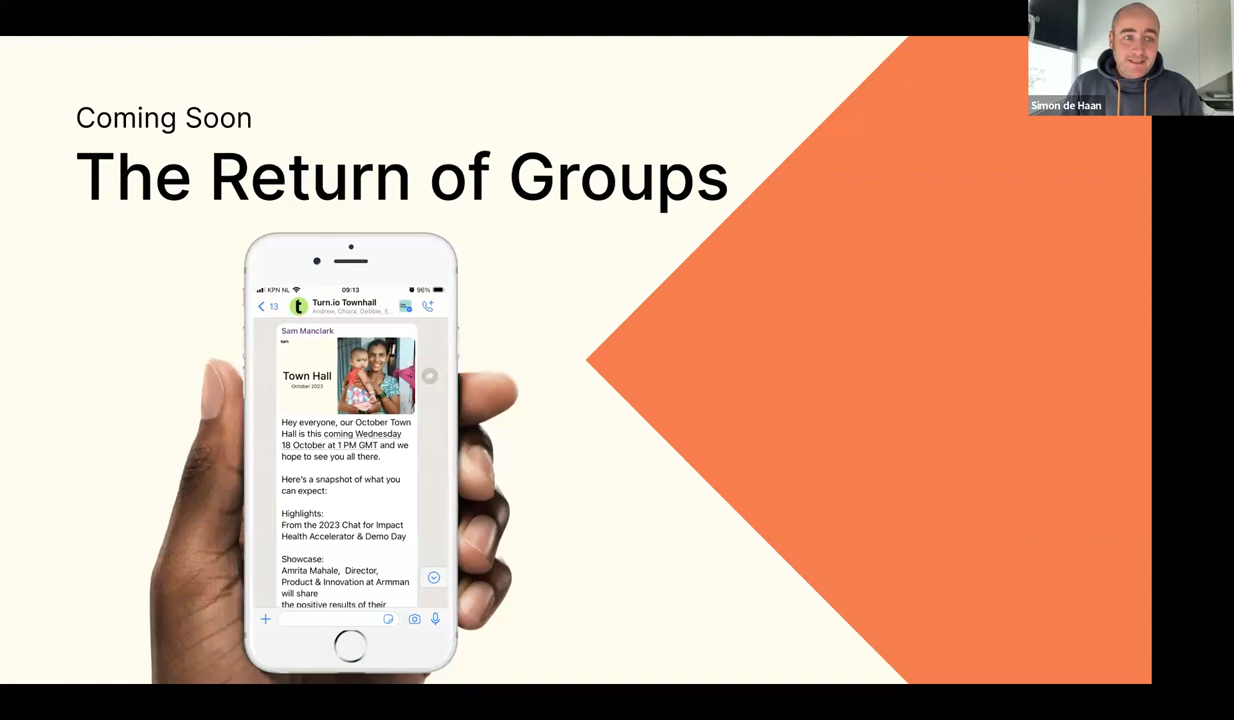 Simon de Haan
Coming Soon
The Return of Groups
KPN NL
09:13
96%
13
t
Turn.io Townhall
Andrew, Chiara, Debbie, E...
Sam Manclark
turn
Town Hall
October 2023
Hey everyone, our October Town
Hall is this coming Wednesday
18 October at 1 PM GMT and we
hope to see you all there.
Here's a snapshot of what you
can expect:
Highlights:
From the 2023 Chat for Impact
Health Accelerator & Demo Day
Showcase:
Amrita Mahale, Director,
Product & Innovation at Armman
will share
the positive results of their